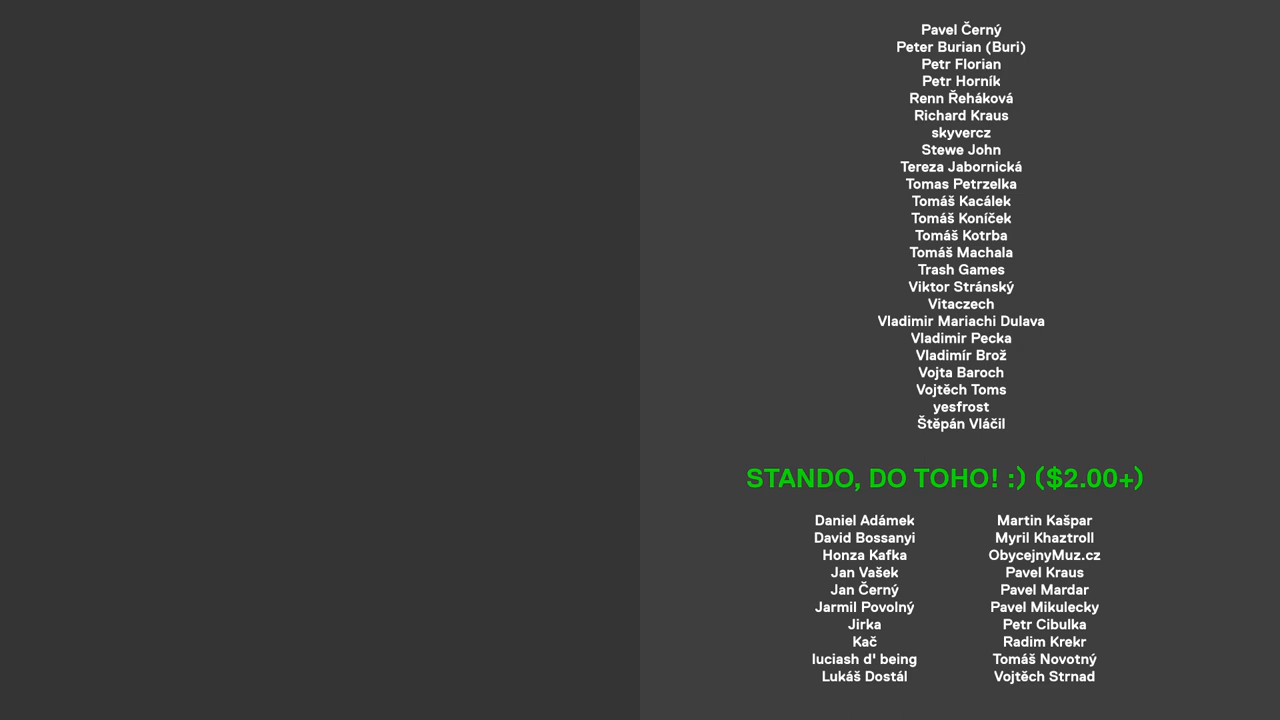 Pavel Černý
Peter Burian (Buri)
Petr Florian
Petr Horník
Renn Řeháková
Richard Kraus
skyvercz
Stewe John
Tereza Jabornická
Tomas Petrzelka
Tomáš Kacálek
Tomáš Koníček
Tomáš Kotrba
Tomáš Machala
Trash Games
Viktor Stránský
Vitaczech
Vladimir Mariachi Dulava
Vladimir Pecka
Vladimír Brož
Vojta Baroch
Vojtěch Toms
yesfrost
Štěpán Vláčil
STANDO, DO TOHO! :) ($2.00+)
Daniel Adámek
David Bossanyi
Honza Kafka
Jan Vašek
Jan Černý
Jarmil Povolný
Jirka
Kač
luciash d' being
Lukáš Dostál
Martin Kašpar
Myril Khaztroll
ObycejnyMuz.cz
Pavel Kraus
Pavel Mardar
Pavel Mikulecky
Petr Cibulka
Radim Krekr
Tomáš Novotný
Vojtěch Strnad